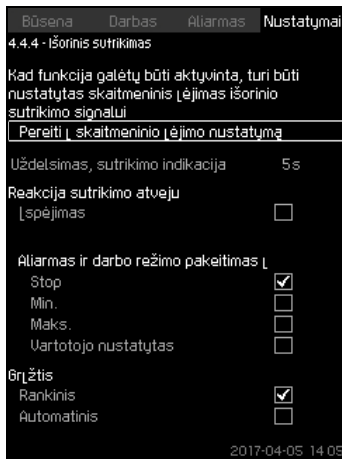 Būsena Darbas Aliarmas Nustatymai
4.4.4 - Išorinis sutrikimas
Kad funkcija galėtų būti aktyvinta, turi būti
nustatytas skaitmeninis įėjimas išorinio
sutrikimo signalui
Pereiti į skaitmeninio įėjimo nustatymą
Uždelsimas, sutrikimo indikacija 5s
Reakcija sutrikimo atveju
Įspėjimas
Aliarmas ir darbo režimo pakeitimas į
Stop
Min.
Maks.
Vartotojo nustatytas
Grįžtis
Rankinis
Automatinis
2017-04-05 14:05